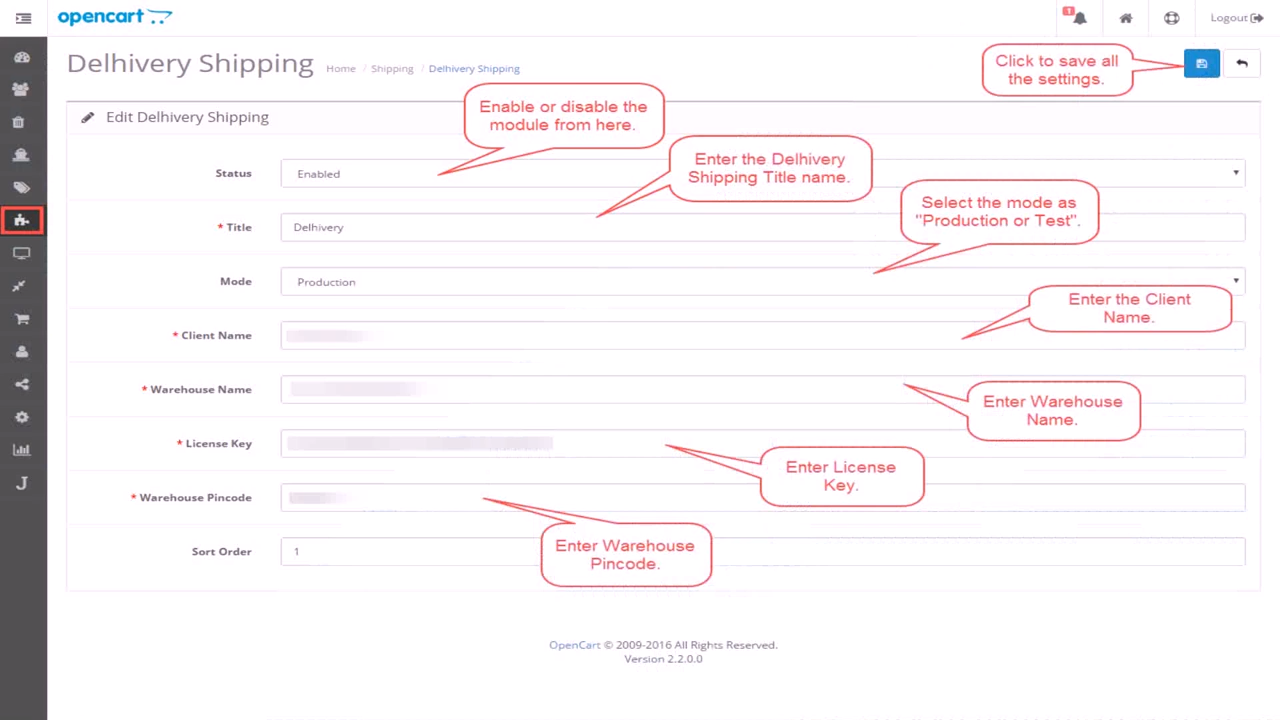 opencart
1
Logout
Delhivery Shipping
Home / Shipping / Delhivery Shipping
Click to save all
the settings.
Edit Delhivery Shipping
Enable or disable the
module from here.
Status
Enabled
Enter the Delhivery
Shipping Title name.
* Title
Delhivery
Select the mode as
"Production or Test".
Mode
Production
Enter the Client
Name.
* Client Name
* Warehouse Name
Enter Warehouse
Name.
* License Key
Enter License
Key.
* Warehouse Pincode
Enter Warehouse
Pincode.
Sort Order
1
J
OpenCart © 2009-2016 All Rights Reserved.
Version 2.2.0.0